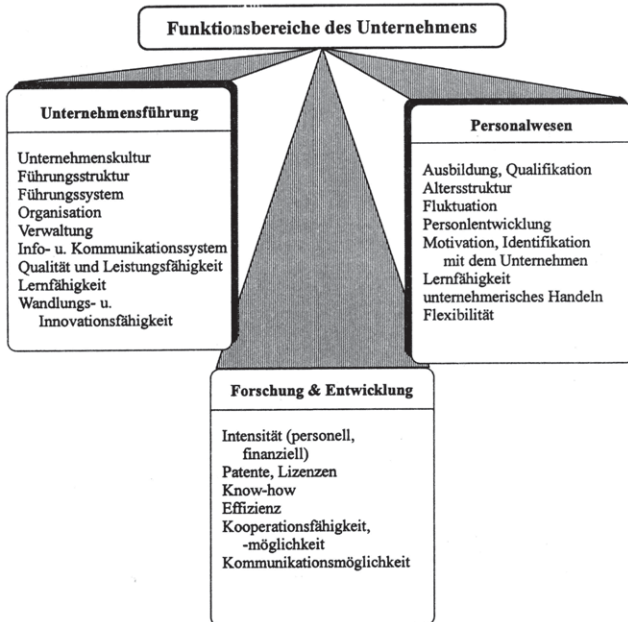 Funktionsbereiche des Unternehmens
Unternehmensführung
Unternehmenskultur
Führungsstruktur
Führungssystem
Organisation
Verwaltung
Info- u. Kommunikationssystem
Qualität und Leistungsfähigkeit
Lernfähigkeit
Wandlungs- u.
Innovationsfähigkeit
Personalwesen
Ausbildung, Qualifikation
Altersstruktur
Fluktuation
Personlentwicklung
Motivation, Identifikation
mit dem Unternehmen
Lernfähigkeit
unternehmerisches Handeln
Flexibilität
Forschung & Entwicklung
Intensität (personell,
finanziell)
Patente, Lizenzen
Know-how
Effizienz
Kooperationsfähigkeit,
-möglichkeit
Kommunikationsmöglichkeit